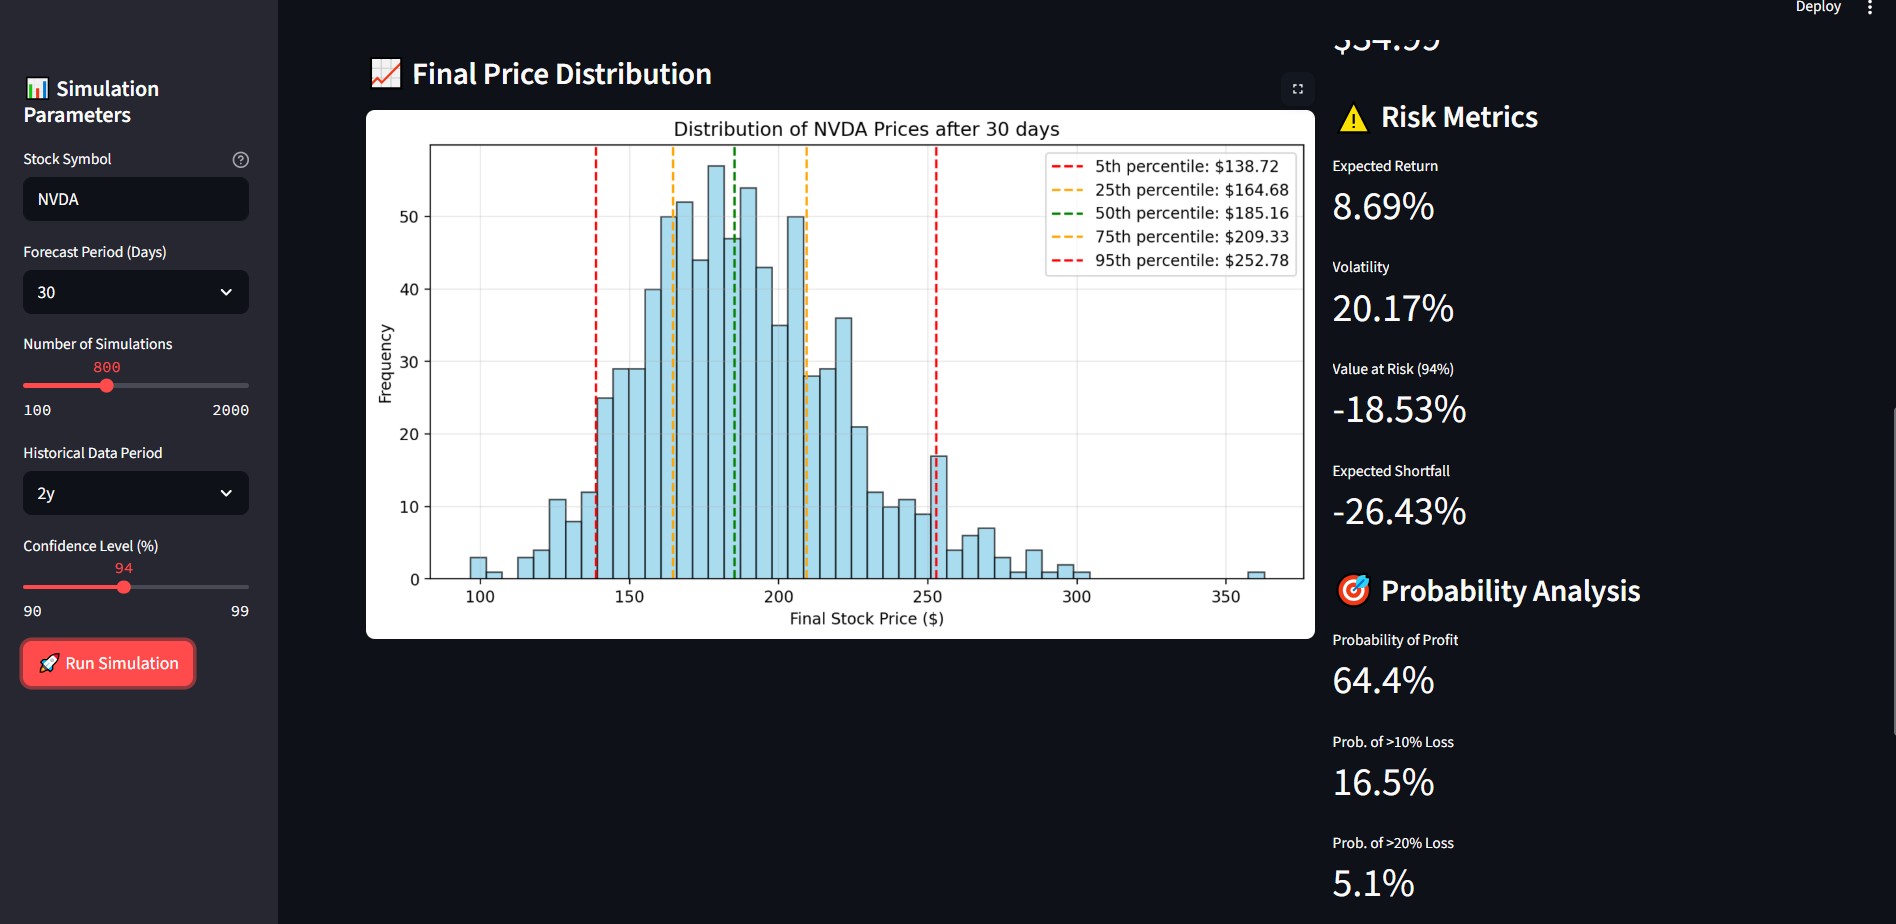 Deploy
Simulation
Parameters
Stock Symbol
NVDA
Forecast Period (Days)
30
Number of Simulations
800
100 2000
Historical Data Period
2y
Confidence Level (%)
94
90 99
Run Simulation
Final Price Distribution
Distribution of NVDA Prices after 30 days
5th percentile: $138.72
25th percentile: $164.68
50th percentile: $185.16
75th percentile: $209.33
95th percentile: $252.78
Frequency
50
40
30
20
10
0
100 150 200 250 300 350
Final Stock Price ($)
Risk Metrics
Expected Return
8.69%
Volatility
20.17%
Value at Risk (94%)
-18.53%
Expected Shortfall
-26.43%
Probability Analysis
Probability of Profit
64.4%
Prob. of >10% Loss
16.5%
Prob. of >20% Loss
5.1%